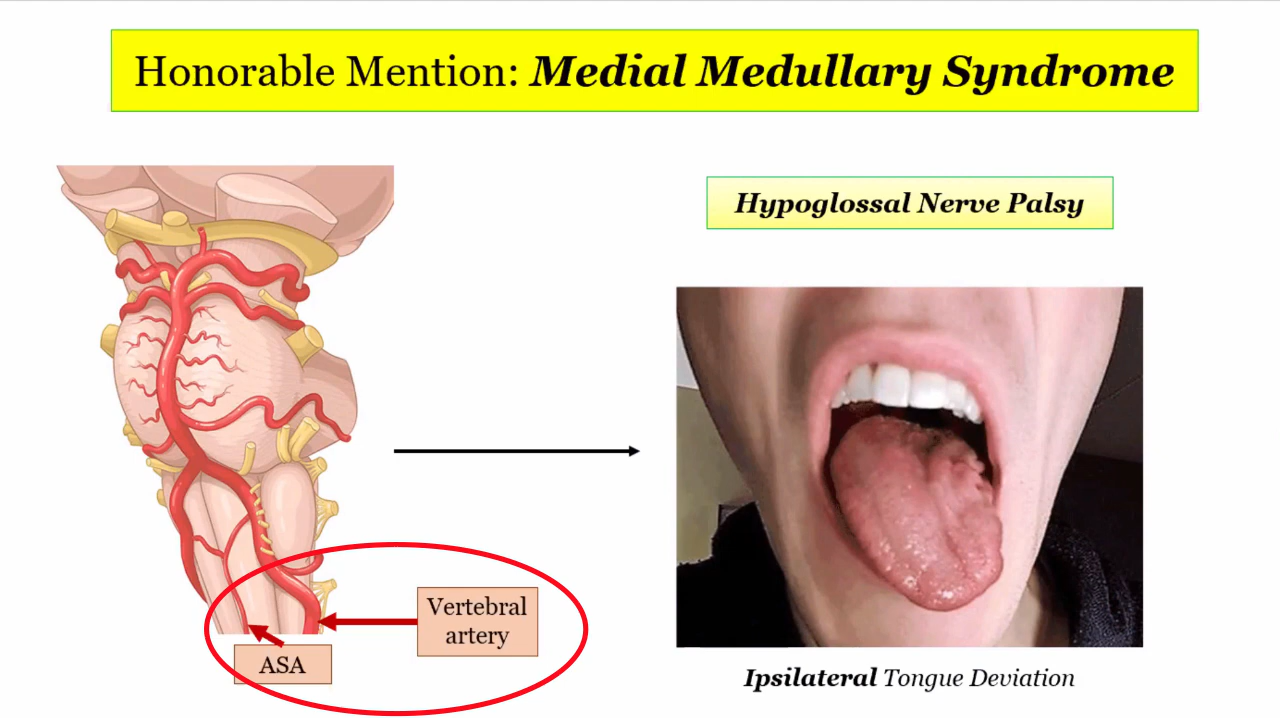 Honorable Mention: Medial Medullary Syndrome
Hypoglossal Nerve Palsy
Vertebral
artery
ASA
Ipsilateral Tongue Deviation